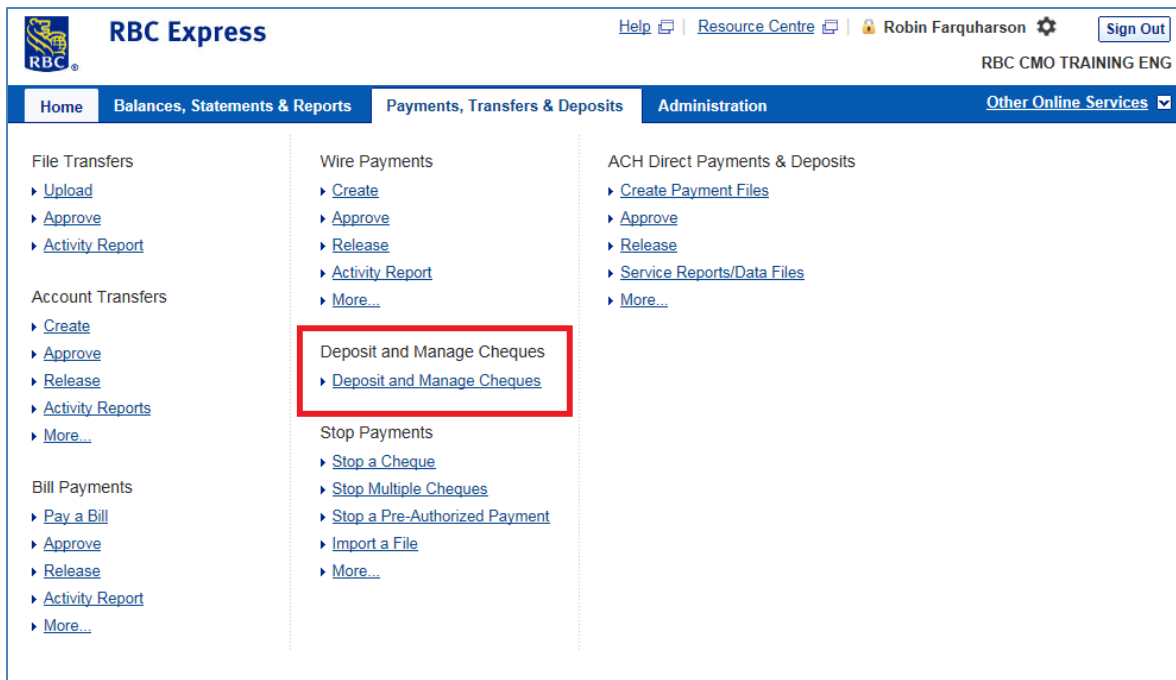 RBC Express
Help | Resource Centre | Robin Farquharson
Sign Out
RBC ®
RBC CMO TRAINING ENG
Home
Balances, Statements & Reports
Payments, Transfers & Deposits
Administration
Other Online Services
File Transfers
Upload
Approve
Activity Report
Account Transfers
Create
Approve
Release
Activity Reports
More...
Bill Payments
Pay a Bill
Approve
Release
Activity Report
More...
Wire Payments
Create
Approve
Release
Activity Report
More...
Deposit and Manage Cheques
Deposit and Manage Cheques
Stop Payments
Stop a Cheque
Stop Multiple Cheques
Stop a Pre-Authorized Payment
Import a File
More...
ACH Direct Payments & Deposits
Create Payment Files
Approve
Release
Service Reports/Data Files
More...